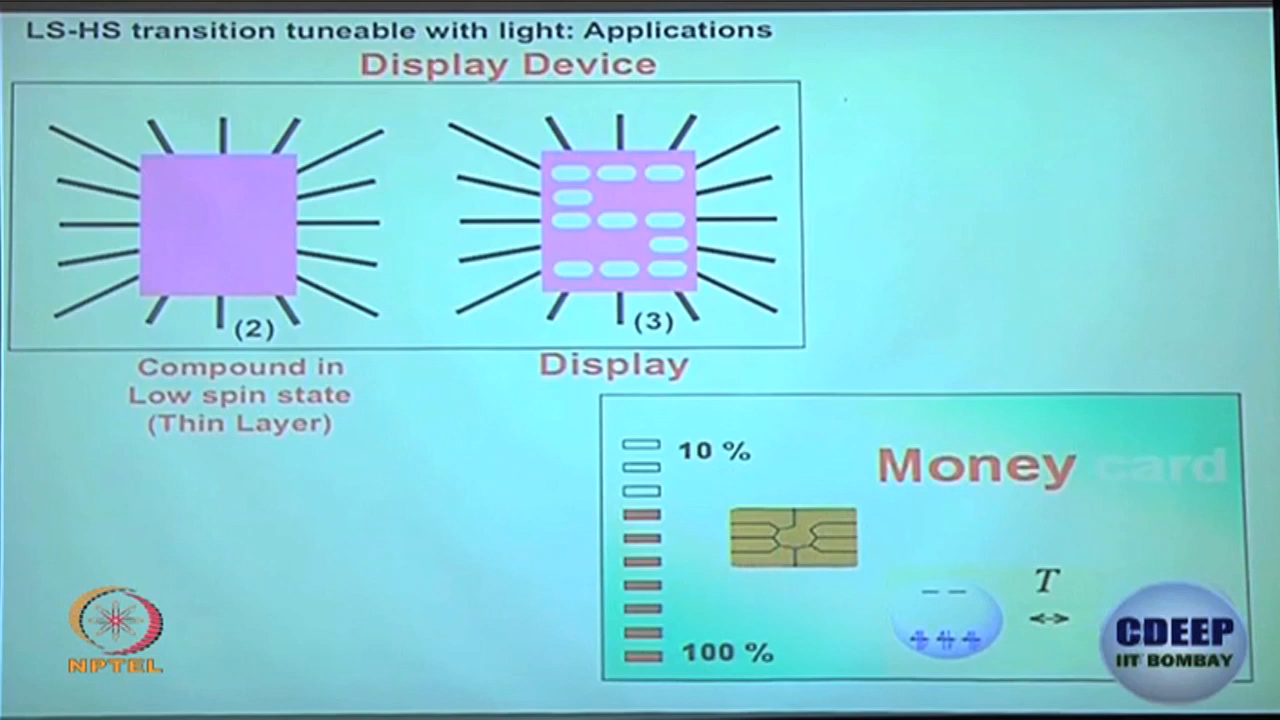 LS-HS transition tuneable with light: Applications
Display Device
(2)
(3)
Compound in
Low spin state
(Thin Layer)
Display
10 %
Money card
T
100 %
NPTEL
CDEEP
IIT BOMBAY